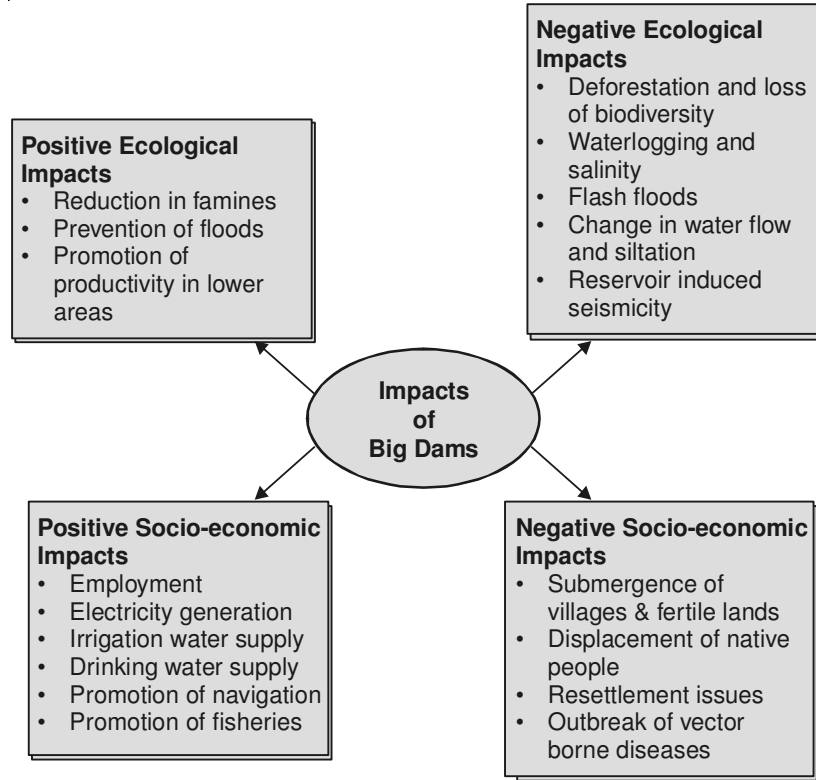 Positive Ecological
Impacts
• Reduction in famines
• Prevention of floods
• Promotion of
productivity in lower
areas
Negative Ecological
Impacts
• Deforestation and loss
of biodiversity
• Waterlogging and
salinity
• Flash floods
• Change in water flow
and siltation
• Reservoir induced
seismicity
Impacts
of
Big Dams
Positive Socio-economic
Impacts
• Employment
• Electricity generation
• Irrigation water supply
• Drinking water supply
• Promotion of navigation
• Promotion of fisheries
Negative Socio-economic
Impacts
• Submergence of
villages & fertile lands
• Displacement of native
people
• Resettlement issues
• Outbreak of vector
borne diseases